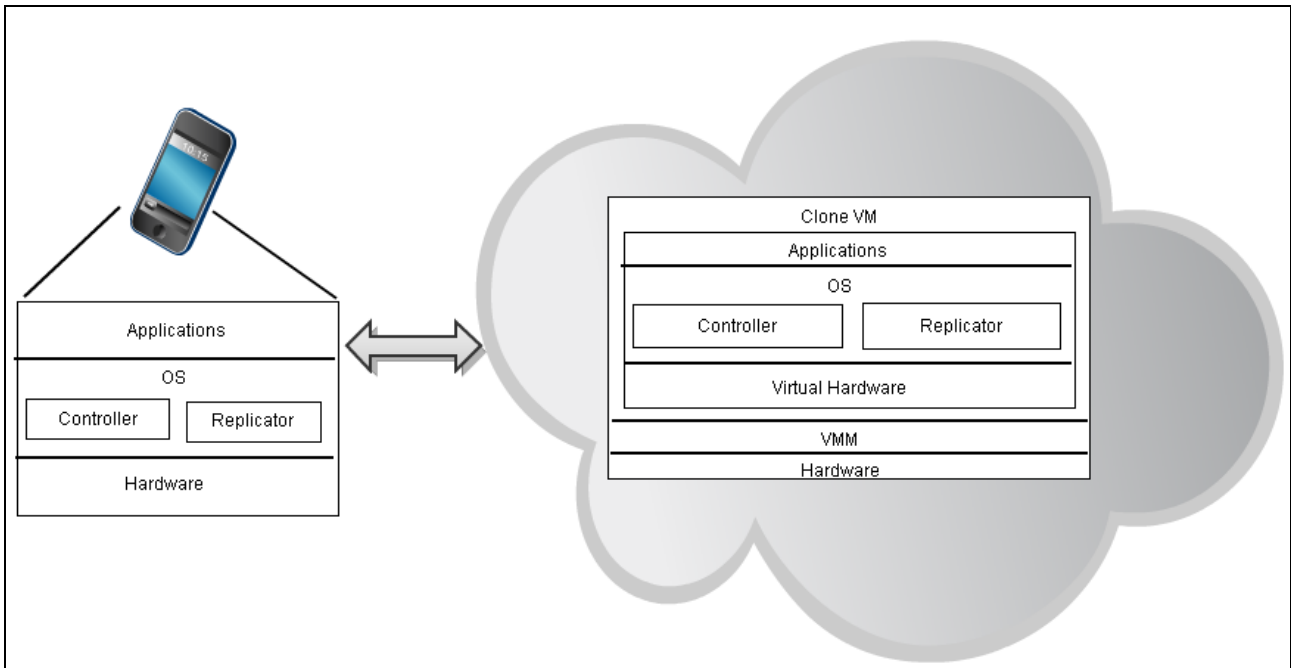 10:15
Applications
OS
Controller
Replicator
Hardware
Clone VM
Applications
OS
Controller
Replicator
Virtual Hardware
VMM
Hardware